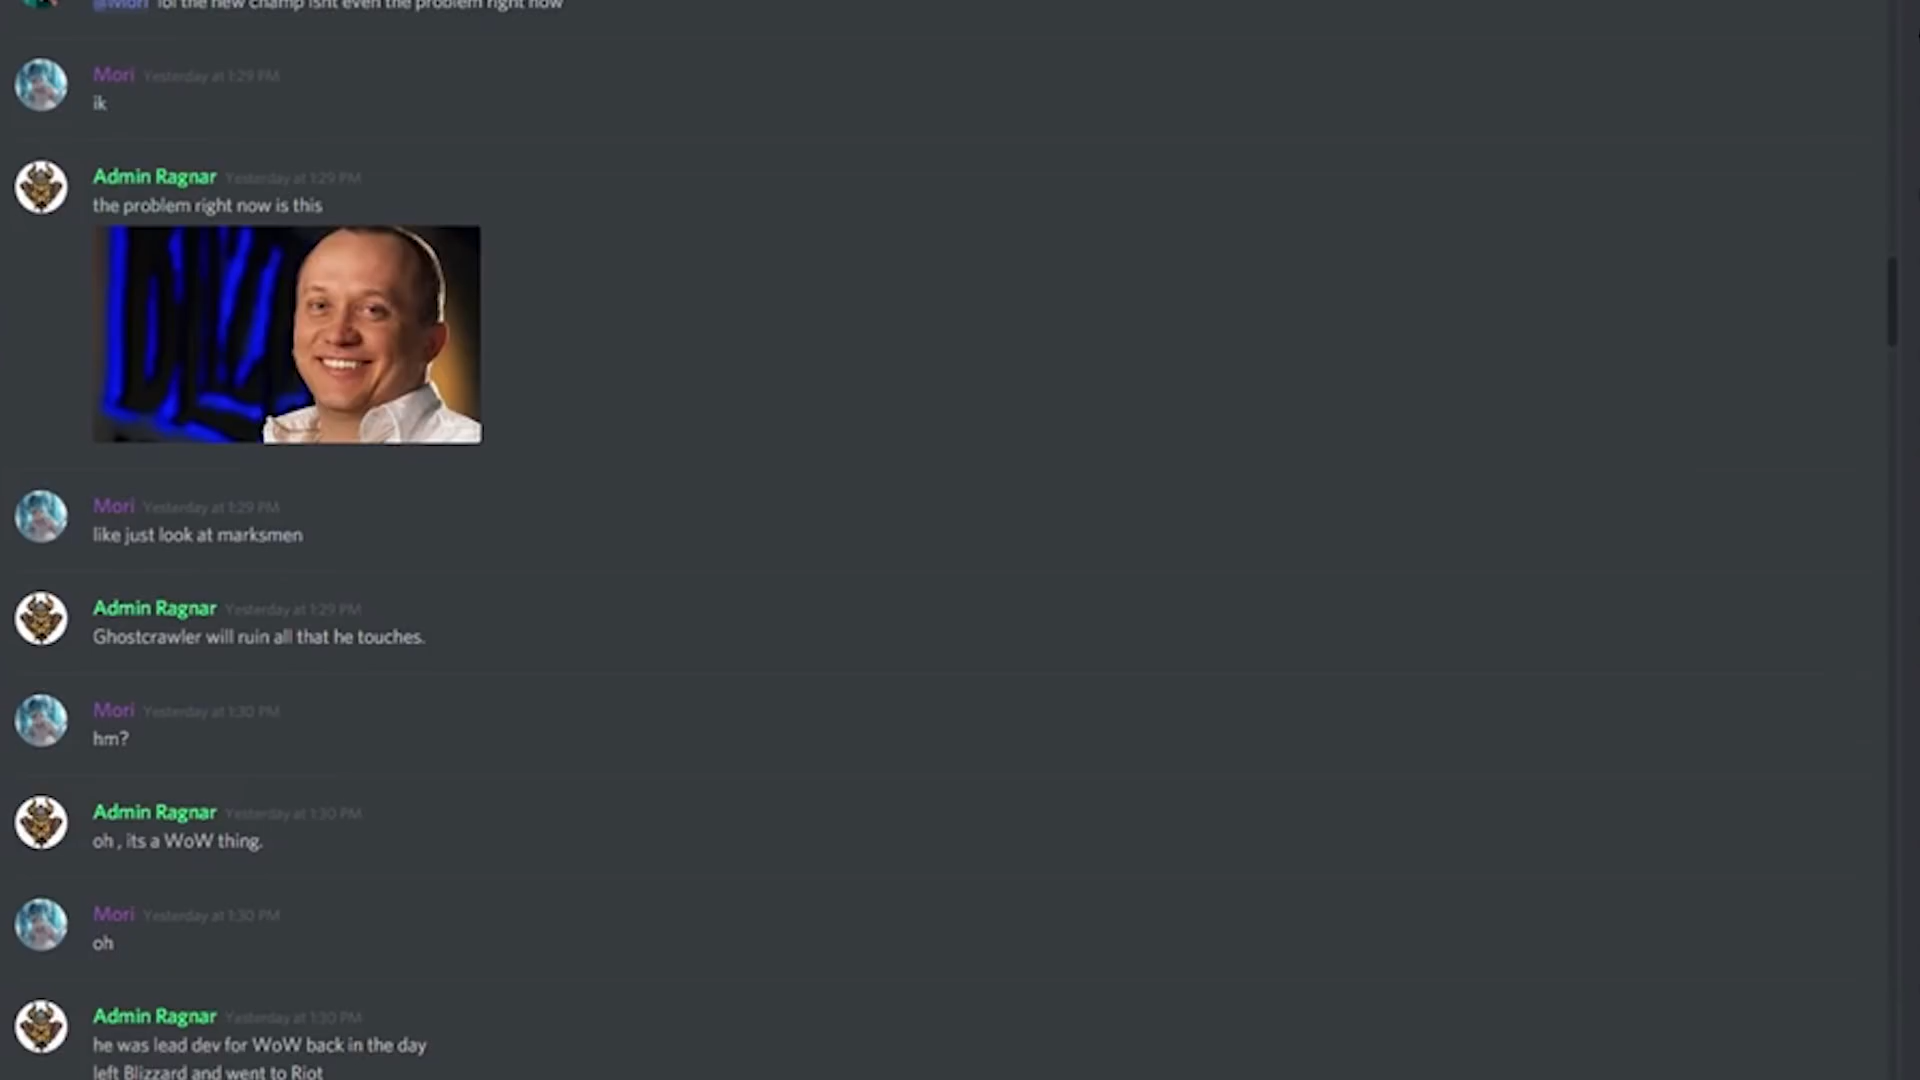 @Mori lol the new champ isnt even the problem right now
Mori Yesterday at 1:29 PM
ik
Admin Ragnar Yesterday at 1:29 PM
the problem right now is this
Mori Yesterday at 1:29 PM
like just look at marksmen
Admin Ragnar Yesterday at 1:29 PM
Ghostcrawler will ruin all that he touches.
Mori Yesterday at 1:30 PM
hm?
Admin Ragnar Yesterday at 1:30 PM
oh , its a WoW thing.
Mori Yesterday at 1:30 PM
oh
Admin Ragnar Yesterday at 1:30 PM
he was lead dev for WoW back in the day
left Blizzard and went to Riot